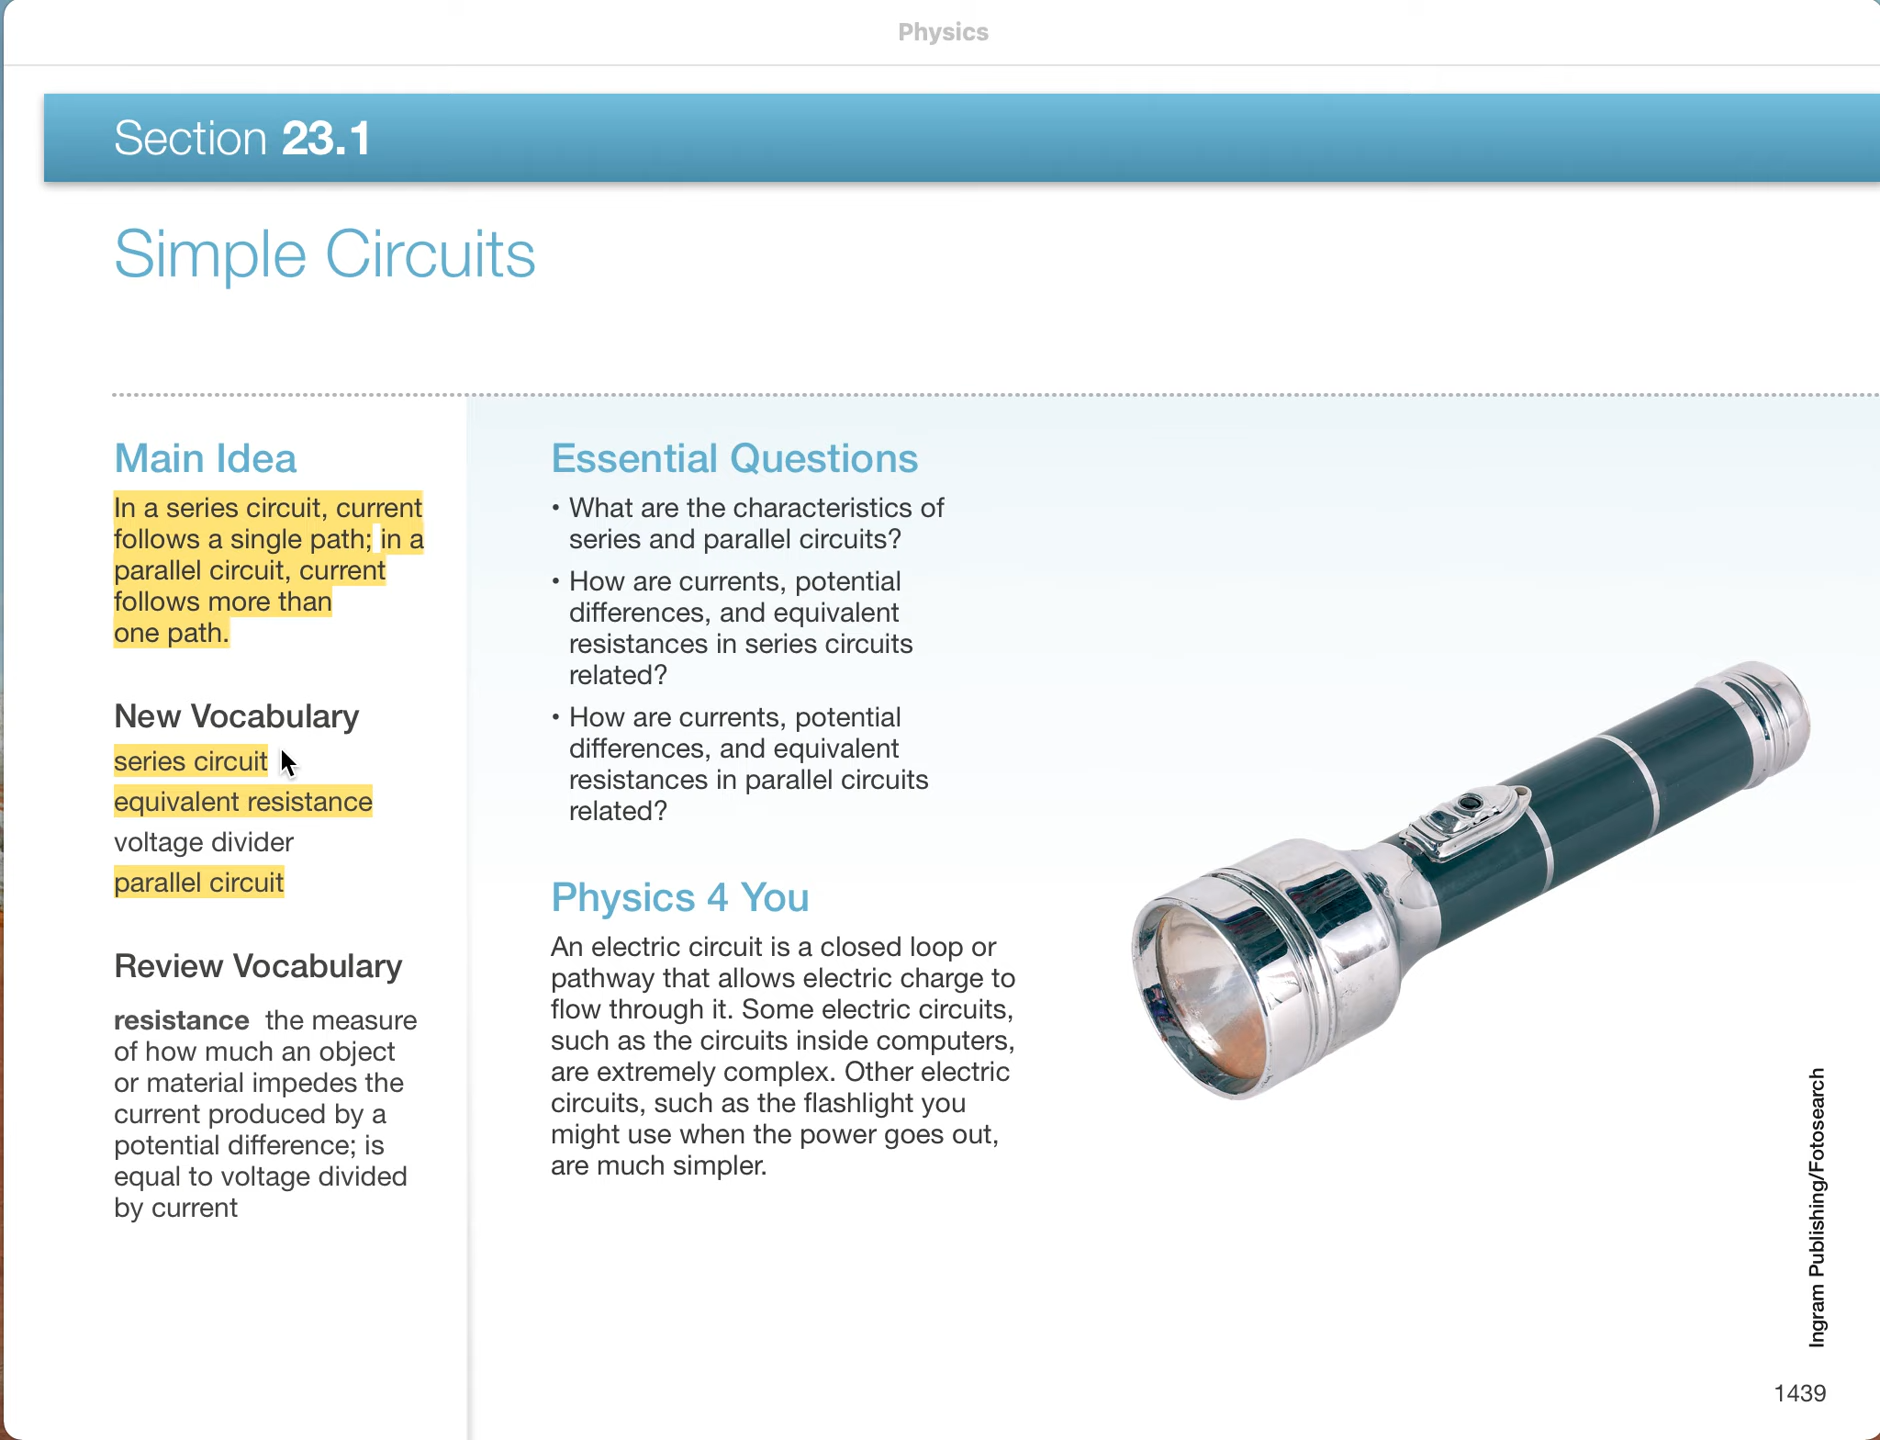 Physics
Section 23.1
Simple Circuits
Main Idea
In a series circuit, current
follows a single path; in a
parallel circuit, current
follows more than
one path.
New Vocabulary
series circuit
equivalent resistance
voltage divider
parallel circuit
Review Vocabulary
resistance the measure
of how much an object
or material impedes the
current produced by a
potential difference; is
equal to voltage divided
by current
Essential Questions
• What are the characteristics of
series and parallel circuits?
• How are currents, potential
differences, and equivalent
resistances in series circuits
related?
• How are currents, potential
differences, and equivalent
resistances in parallel circuits
related?
Physics 4 You
An electric circuit is a closed loop or
pathway that allows electric charge to
flow through it. Some electric circuits,
such as the circuits inside computers,
are extremely complex. Other electric
circuits, such as the flashlight you
might use when the power goes out,
are much simpler.
Ingram Publishing/Fotosearch
1439